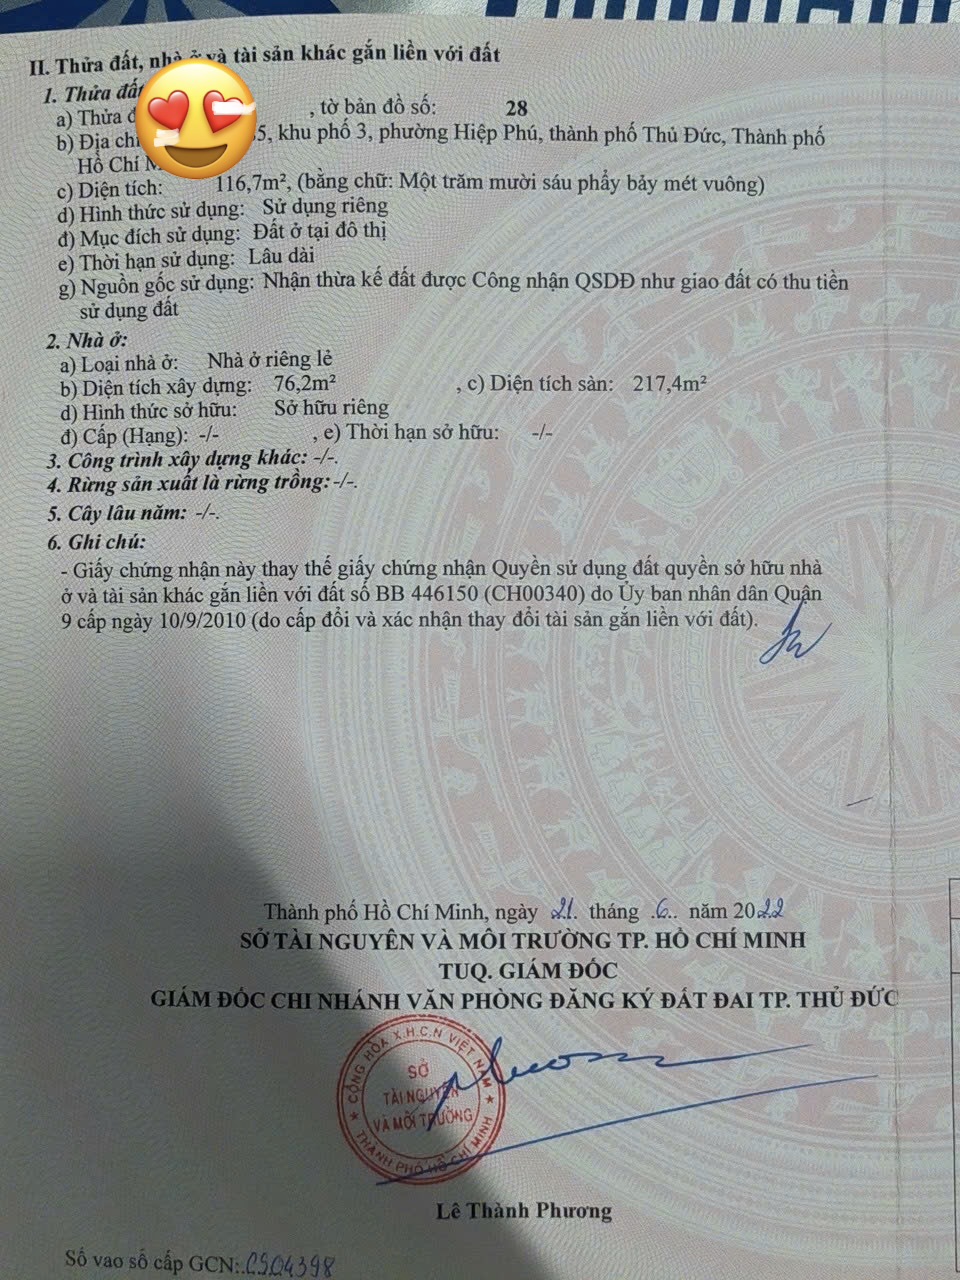 II. Thửa đất, nhà ở và tài sản khác gắn liền với đất
1. Thửa đất
a) Thửa đ , tờ bản đồ số: 28
b) Địa chỉ 5, khu phố 3, phường Hiệp Phú, thành phố Thủ Đức, Thành phố
Hồ Chí M
c) Diện tích: 116,7m², (bằng chữ: Một trăm mười sáu phẩy bảy mét vuông)
d) Hình thức sử dụng: Sử dụng riêng
đ) Mục đích sử dụng: Đất ở tại đô thị
e) Thời hạn sử dụng: Lâu dài
g) Nguồn gốc sử dụng: Nhận thừa kế đất được Công nhận QSDĐ như giao đất có thu tiền
sử dụng đất
2. Nhà ở:
a) Loại nhà ở: Nhà ở riêng lẻ
b) Diện tích xây dựng: 76,2m² , c) Diện tích sàn: 217,4m²
d) Hình thức sở hữu: Sở hữu riêng
đ) Cấp (Hạng): -/- , e) Thời hạn sở hữu: -/-
3. Công trình xây dựng khác: -/-.
4. Rừng sản xuất là rừng trồng: -/-.
5. Cây lâu năm: -/-.
6. Ghi chú:
- Giấy chứng nhận này thay thế giấy chứng nhận Quyền sử dụng đất quyền sở hữu nhà
ở và tài sản khác gắn liền với đất số BB 446150 (CH00340) do Ủy ban nhân dân Quận
9 cấp ngày 10/9/2010 (do cấp đổi và xác nhận thay đổi tài sản gắn liền với đất).
Thành phố Hồ Chí Minh, ngày 21. tháng .6.. năm 2022
SỞ TÀI NGUYÊN VÀ MÔI TRƯỜNG TP. HỒ CHÍ MINH
TUQ. GIÁM ĐỐC
GIÁM ĐỐC CHI NHÁNH VĂN PHÒNG ĐĂNG KÝ ĐẤT ĐAI TP. THỦ ĐỨC
CỘNG HÒA X.H.C.N VIỆT NAM
SỞ
TÀI NGUYÊN
VÀ MÔI TRƯỜNG
THÀNH PHỐ HỒ CHÍ MINH
Lê Thành Phương
Số vào sổ cấp GCN:.CS04398